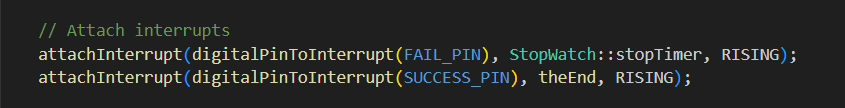 // Attach interrupts
attachInterrupt(digitalPinToInterrupt(FAIL_PIN), StopWatch::stopTimer, RISING);
attachInterrupt(digitalPinToInterrupt(SUCCESS_PIN), theEnd, RISING);